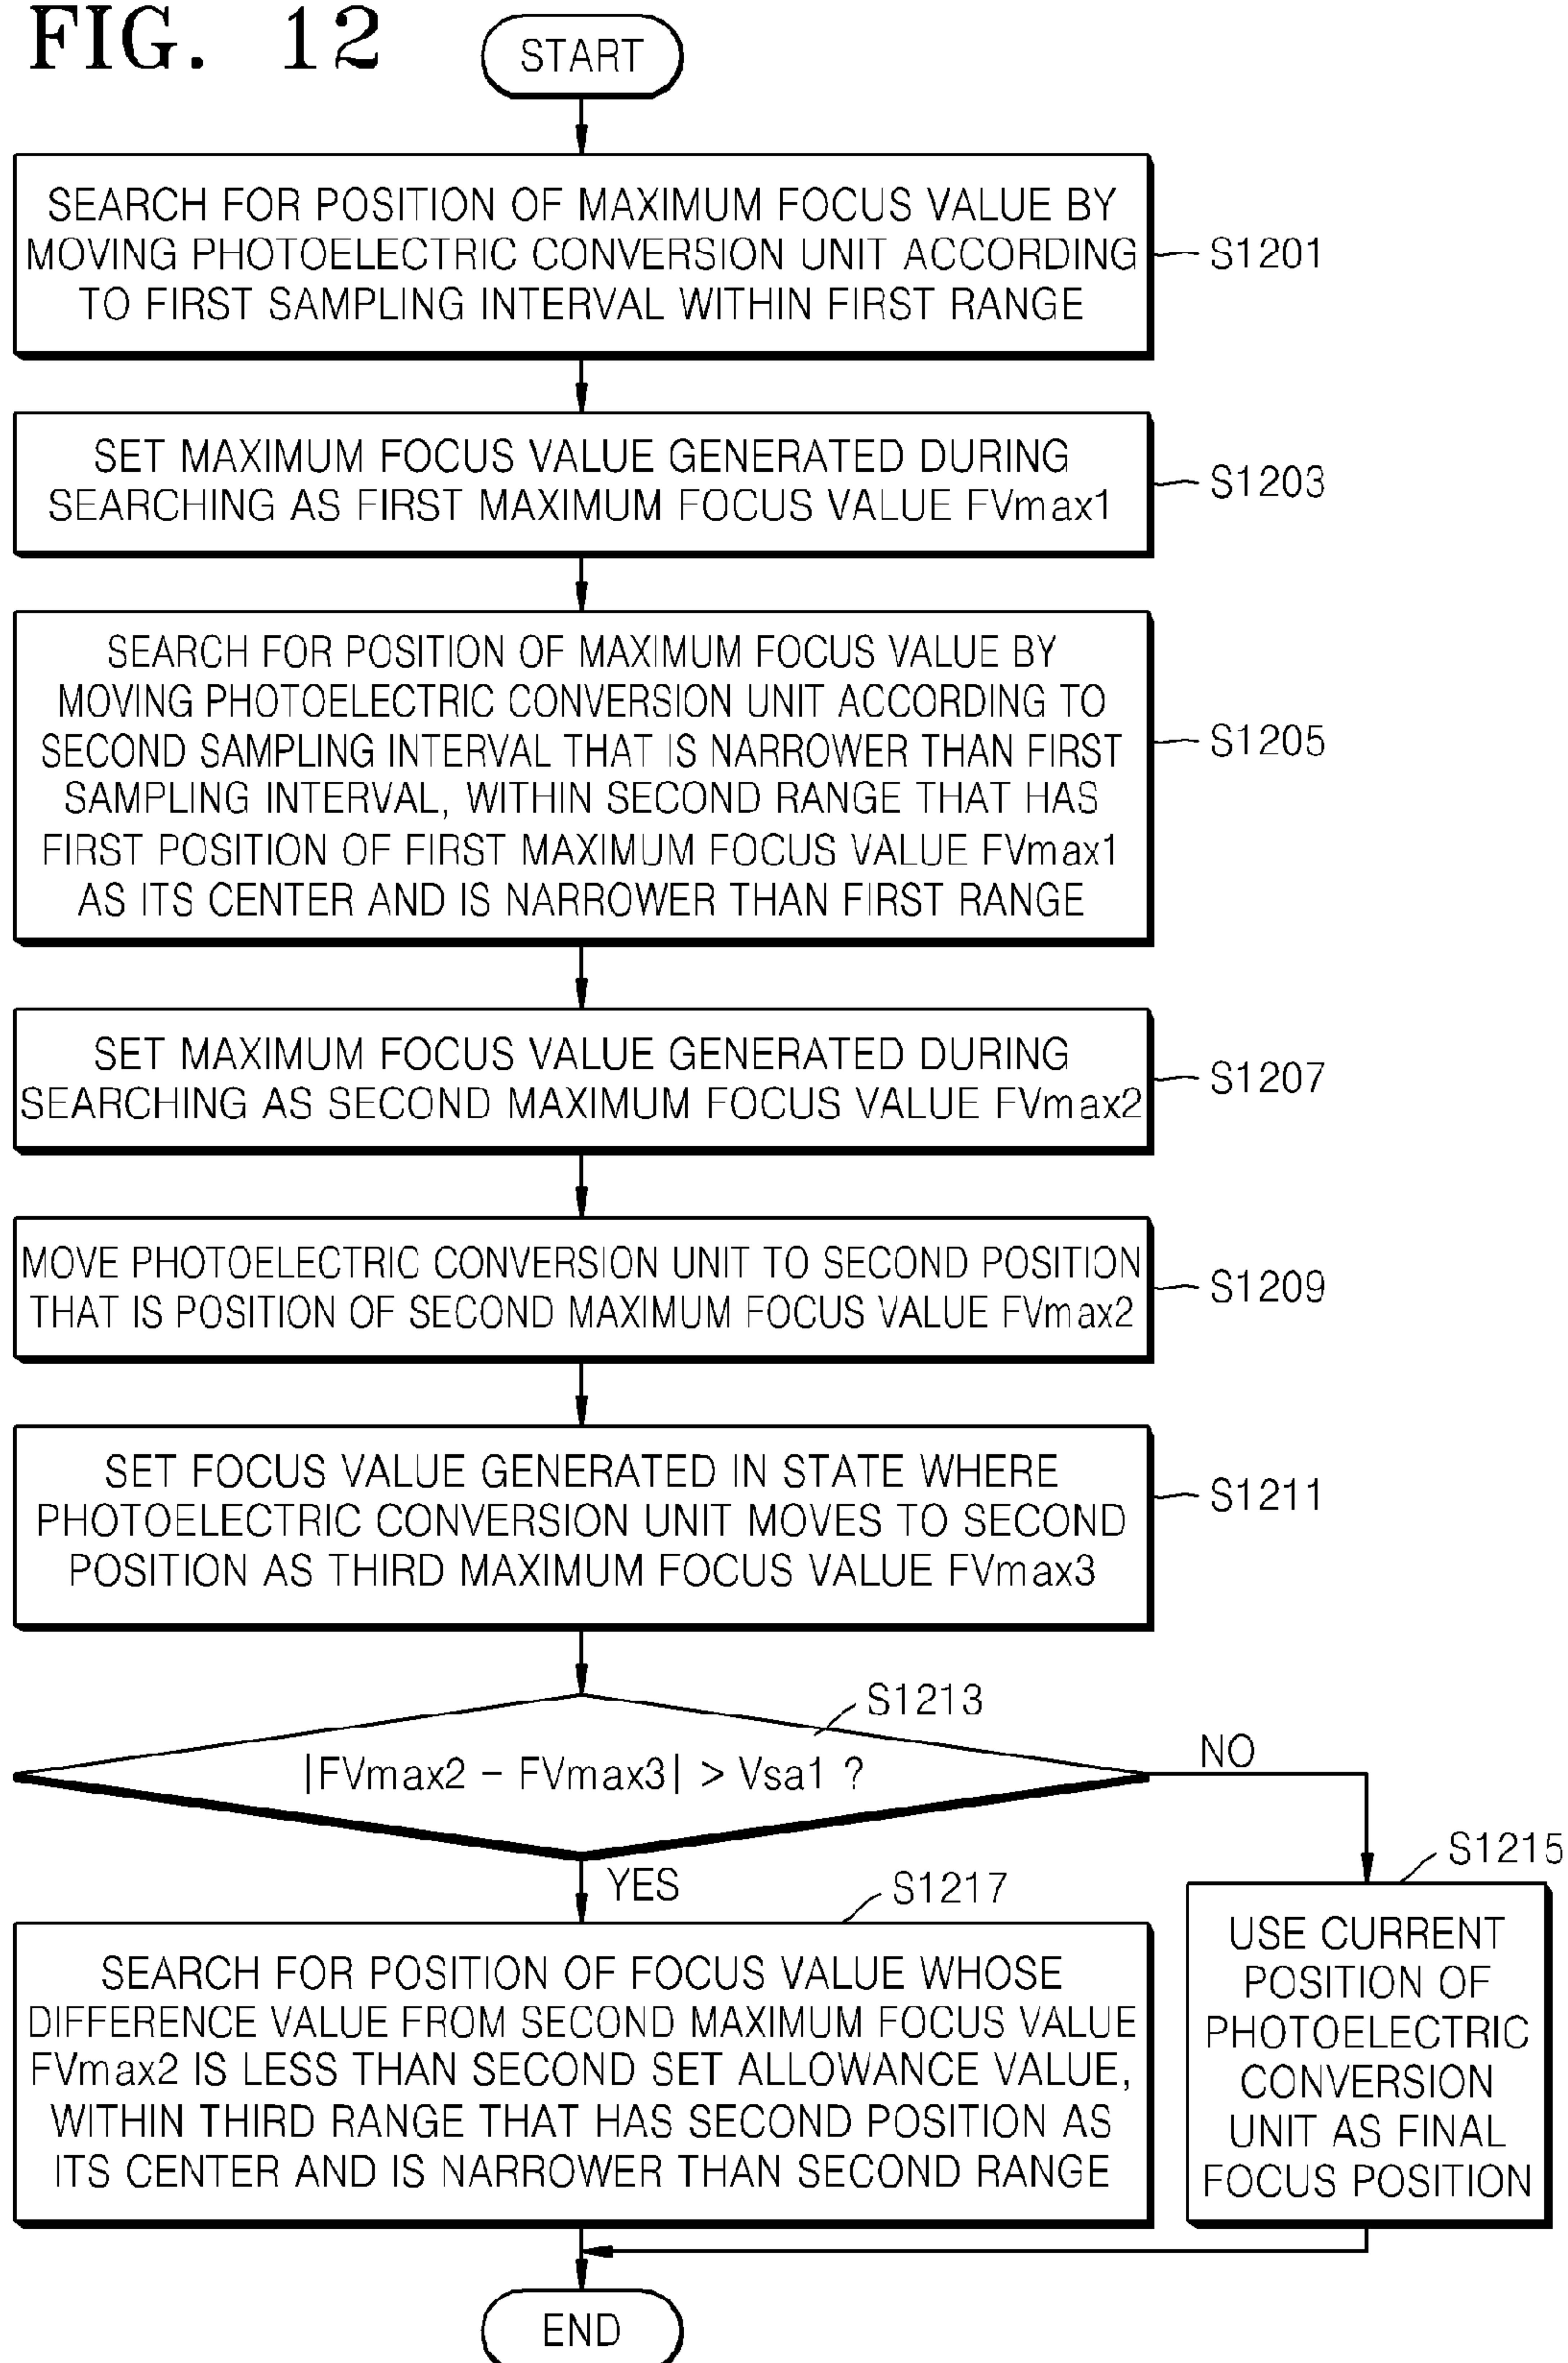 FIG. 12
START
SEARCH FOR POSITION OF MAXIMUM FOCUS VALUE BY
MOVING PHOTOELECTRIC CONVERSION UNIT ACCORDING
TO FIRST SAMPLING INTERVAL WITHIN FIRST RANGE
S1201
SET MAXIMUM FOCUS VALUE GENERATED DURING
SEARCHING AS FIRST MAXIMUM FOCUS VALUE FVmax1
S1203
SEARCH FOR POSITION OF MAXIMUM FOCUS VALUE BY
MOVING PHOTOELECTRIC CONVERSION UNIT ACCORDING TO
SECOND SAMPLING INTERVAL THAT IS NARROWER THAN FIRST
SAMPLING INTERVAL, WITHIN SECOND RANGE THAT HAS
FIRST POSITION OF FIRST MAXIMUM FOCUS VALUE FVmax1
AS ITS CENTER AND IS NARROWER THAN FIRST RANGE
S1205
SET MAXIMUM FOCUS VALUE GENERATED DURING
SEARCHING AS SECOND MAXIMUM FOCUS VALUE FVmax2
S1207
MOVE PHOTOELECTRIC CONVERSION UNIT TO SECOND POSITION
THAT IS POSITION OF SECOND MAXIMUM FOCUS VALUE FVmax2
S1209
SET FOCUS VALUE GENERATED IN STATE WHERE
PHOTOELECTRIC CONVERSION UNIT MOVES TO SECOND
POSITION AS THIRD MAXIMUM FOCUS VALUE FVmax3
S1211
S1213
|FVmax2 - FVmax3| > Vsa1 ?
NO
YES
S1217
SEARCH FOR POSITION OF FOCUS VALUE WHOSE
DIFFERENCE VALUE FROM SECOND MAXIMUM FOCUS VALUE
FVmax2 IS LESS THAN SECOND SET ALLOWANCE VALUE,
WITHIN THIRD RANGE THAT HAS SECOND POSITION AS
ITS CENTER AND IS NARROWER THAN SECOND RANGE
S1215
USE CURRENT
POSITION OF
PHOTOELECTRIC
CONVERSION
UNIT AS FINAL
FOCUS POSITION
END